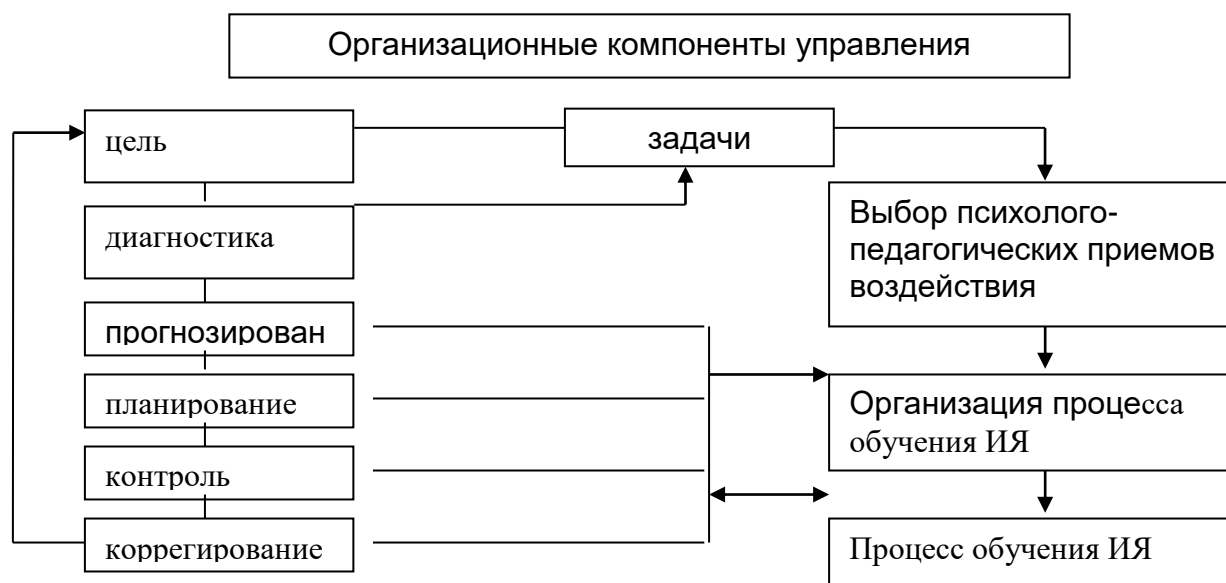 Организационные компоненты управления
цель
задачи
диагностика
Выбор психолого-
педагогических приемов
воздействия
прогнозирован
планирование
Организация процесса
обучения ИЯ
контроль
коррегирование
Процесс обучения ИЯ